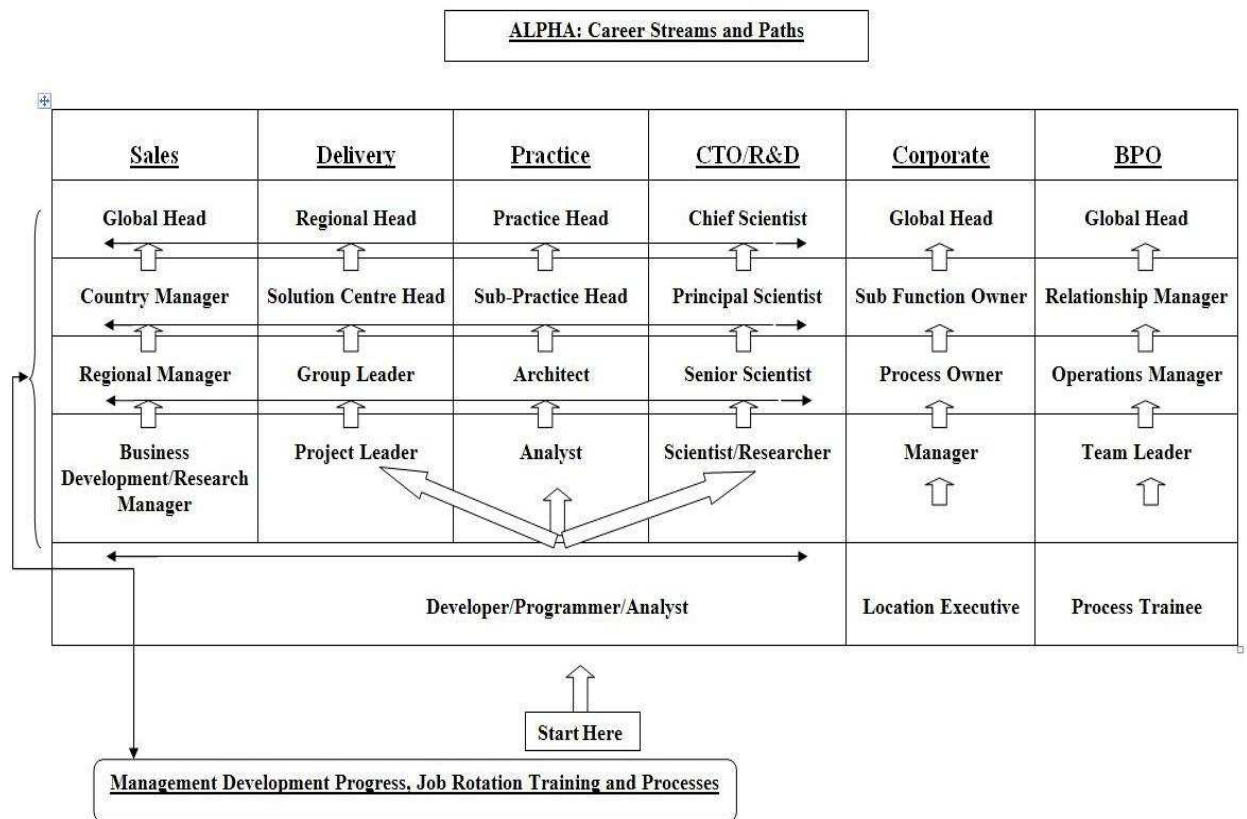 ALPHA: Career Streams and Paths
Sales Delivery Practice CTO/R&D Corporate BPO
Global Head Regional Head Practice Head Chief Scientist Global Head Global Head
Country Manager Solution Centre Head Sub-Practice Head Principal Scientist Sub Function Owner Relationship Manager
Regional Manager Group Leader Architect Senior Scientist Process Owner Operations Manager
Business Project Leader Analyst Scientist/Researcher Manager Team Leader
Development/Research
Manager
Developer/Programmer/Analyst Location Executive Process Trainee
Start Here
Management Development Progress, Job Rotation Training and Processes